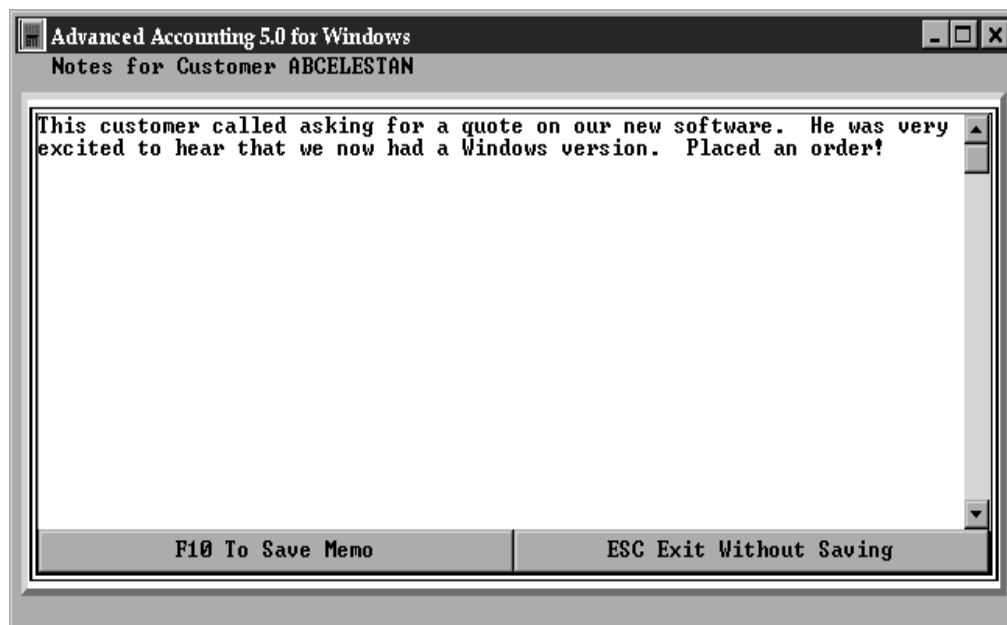 Advanced Accounting 5.0 for Windows
Notes for Customer ABCELESTAN
This customer called asking for a quote on our new software.  He was very
excited to hear that we now had a Windows version.  Placed an order!
F10 To Save Memo
ESC Exit Without Saving